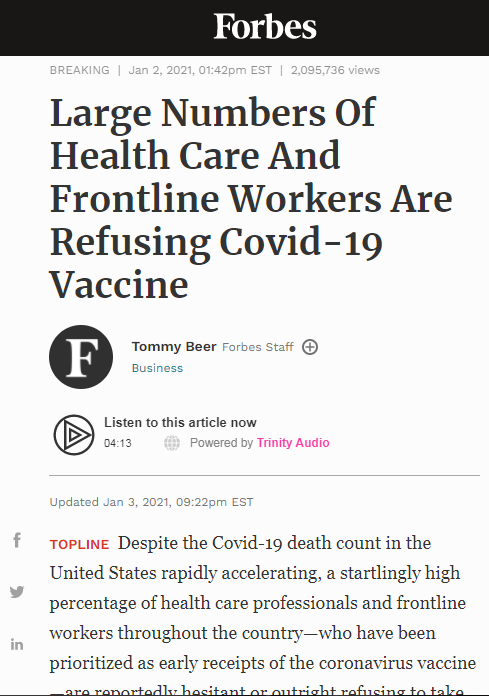 Forbes
BREAKING | Jan 2, 2021, 01:42pm EST | 2,095,736 views
Large Numbers Of
Health Care And
Frontline Workers Are
Refusing Covid-19
Vaccine
F
Tommy Beer Forbes Staff
Business
Listen to this article now
04:13 Powered by Trinity Audio
Updated Jan 3, 2021, 09:22pm EST
TOPLINE Despite the Covid-19 death count in the
United States rapidly accelerating, a startlingly high
percentage of health care professionals and frontline
workers throughout the country—who have been
prioritized as early receipts of the coronavirus vaccine
—are reportedly hesitant or outright refusing to take